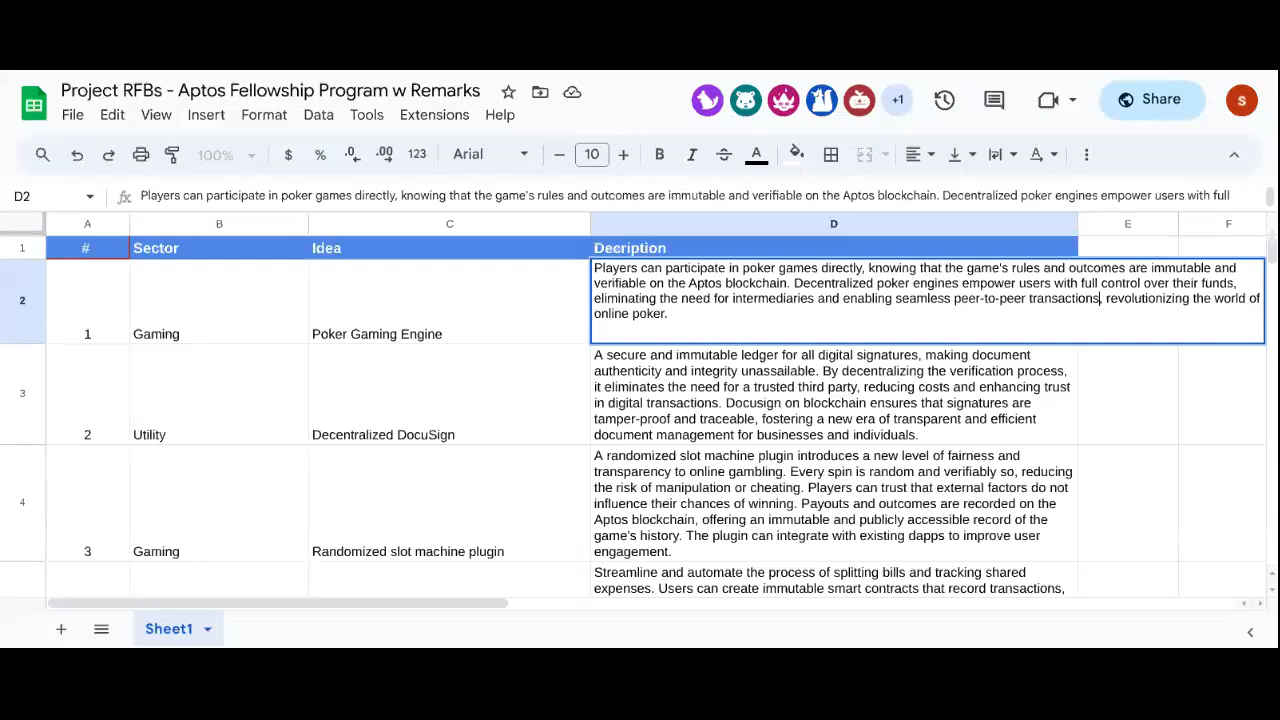 Project RFBs - Aptos Fellowship Program w Remarks
+1
Share
S
File Edit View Insert Format Data Tools Extensions Help
100% $ % .0 .00 123 Arial 10 B I S A A
D2 fx Players can participate in poker games directly, knowing that the game's rules and outcomes are immutable and verifiable on the Aptos blockchain. Decentralized poker engines empower users with full
A B C D E F
1 # Sector Idea Decription
2 1 Gaming Poker Gaming Engine
Players can participate in poker games directly, knowing that the game's rules and outcomes are immutable and
verifiable on the Aptos blockchain. Decentralized poker engines empower users with full control over their funds,
eliminating the need for intermediaries and enabling seamless peer-to-peer transactions, revolutionizing the world of
online poker.
3 2 Utility Decentralized DocuSign
A secure and immutable ledger for all digital signatures, making document
authenticity and integrity unassailable. By decentralizing the verification process,
it eliminates the need for a trusted third party, reducing costs and enhancing trust
in digital transactions. Docusign on blockchain ensures that signatures are
tamper-proof and traceable, fostering a new era of transparent and efficient
document management for businesses and individuals.
4 3 Gaming Randomized slot machine plugin
A randomized slot machine plugin introduces a new level of fairness and
transparency to online gambling. Every spin is random and verifiably so, reducing
the risk of manipulation or cheating. Players can trust that external factors do not
influence their chances of winning. Payouts and outcomes are recorded on the
Aptos blockchain, offering an immutable and publicly accessible record of the
game's history. The plugin can integrate with existing dapps to improve user
engagement.
Streamline and automate the process of splitting bills and tracking shared
expenses. Users can create immutable smart contracts that record transactions,
Sheet1